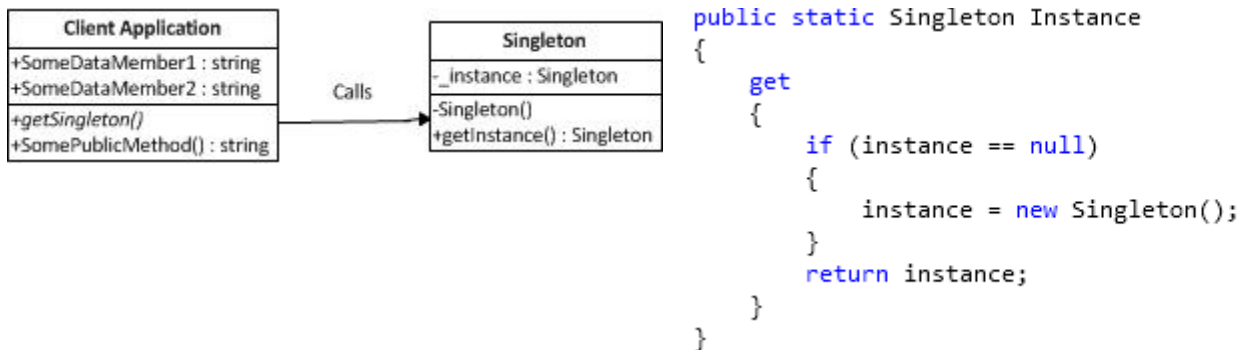 Client Application
+SomeDataMember1 : string
+SomeDataMember2 : string
+getSingleton()
+SomePublicMethod() : string
Calls
Singleton
-_instance : Singleton
-Singleton()
+getInstance() : Singleton
public static Singleton Instance
{
get
{
if (instance == null)
{
instance = new Singleton();
}
return instance;
}
}